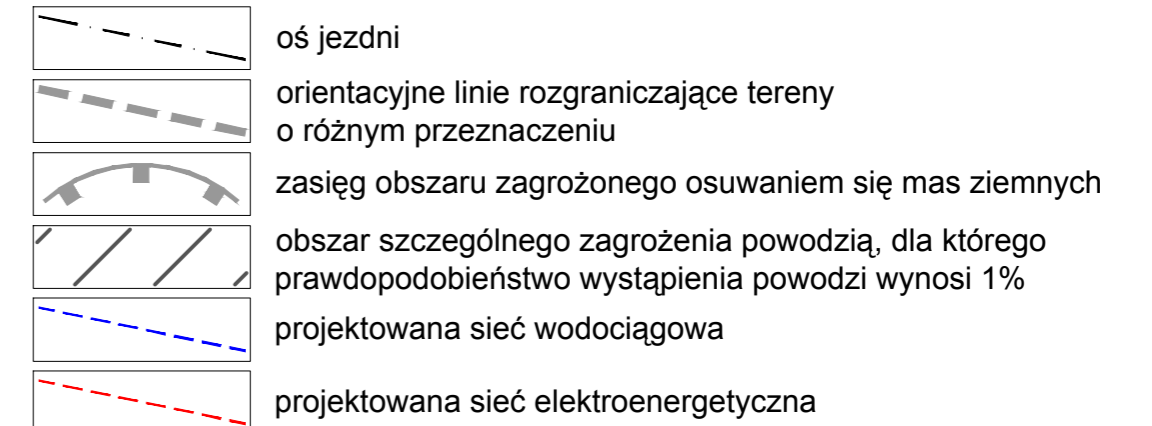 oś jezdni
orientacyjne linie rozgraniczające tereny
o różnym przeznaczeniu
zasięg obszaru zagrożonego osuwaniem się mas ziemnych
obszar szczególnego zagrożenia powodzią, dla którego
prawdopodobieństwo wystąpienia powodzi wynosi 1%
projektowana sieć wodociągowa
projektowana sieć elektroenergetyczna